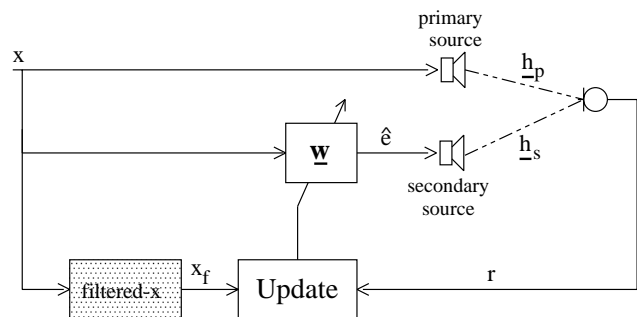 primary
source
x
h_p
w
ê
h_s
secondary
source
x_f
r
filtered-x
Update